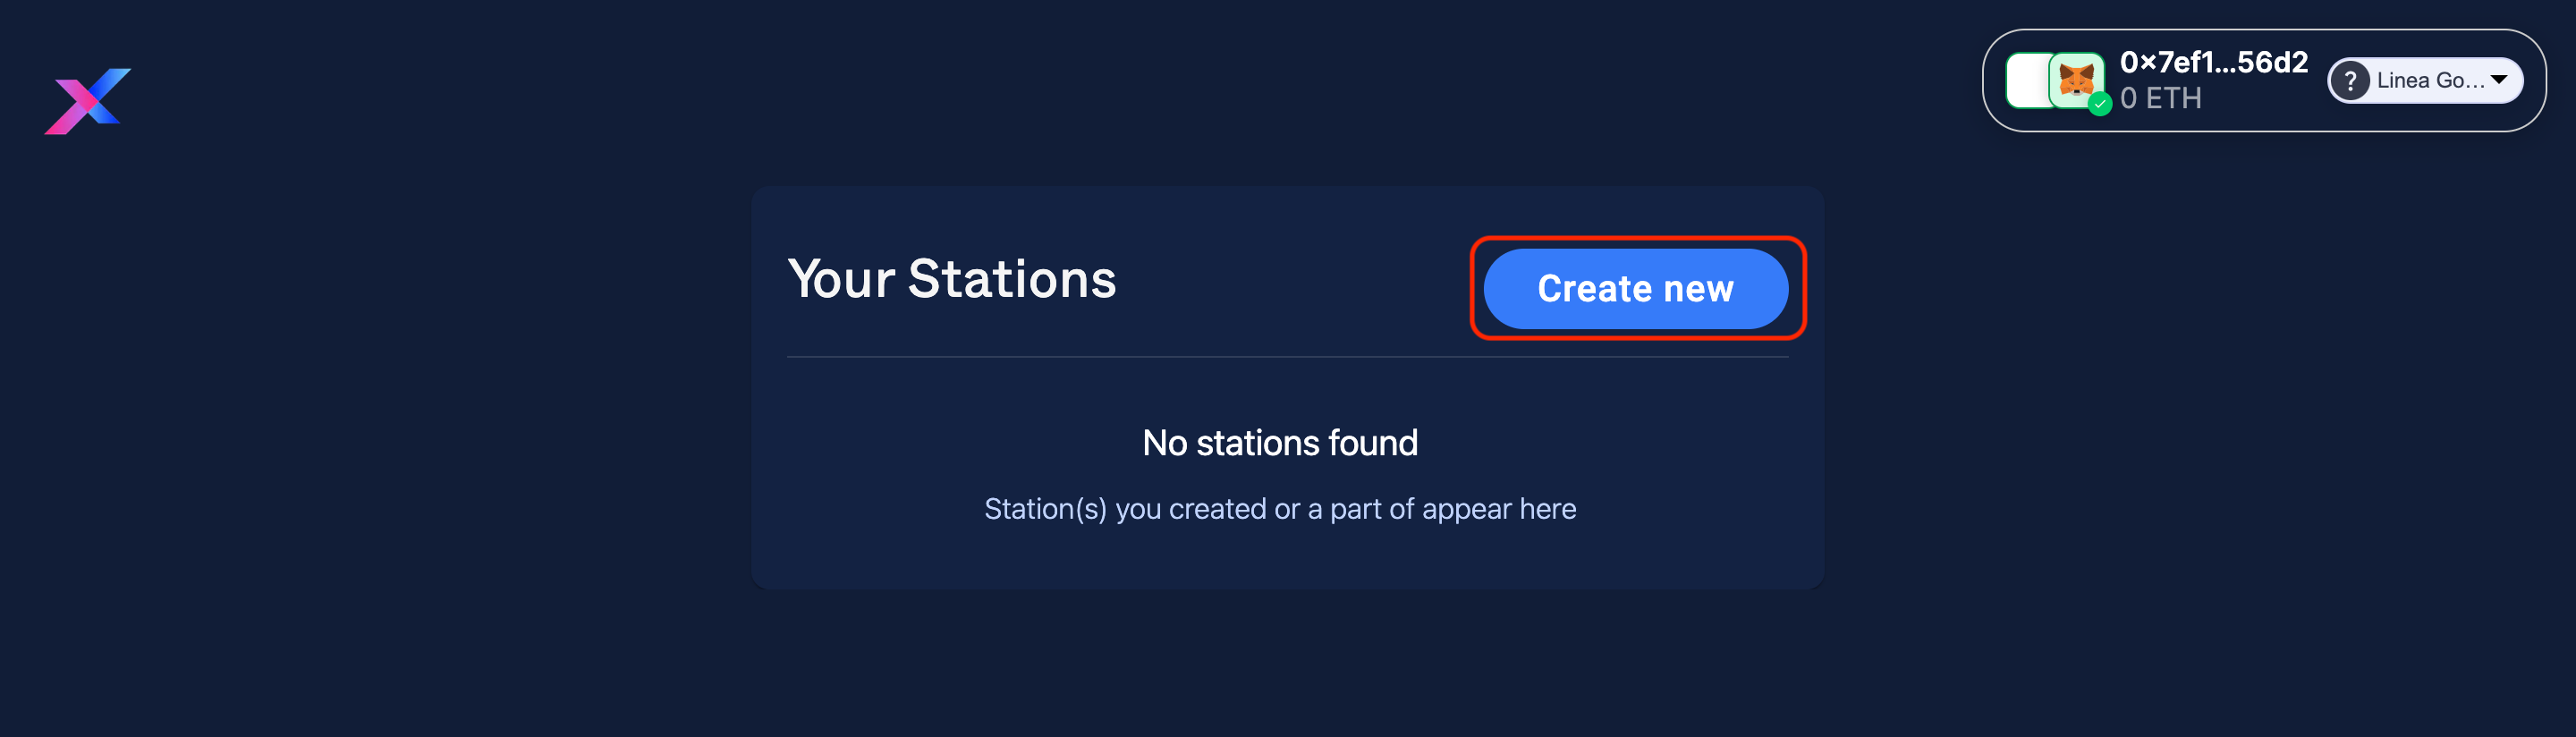 0x7ef1...56d2
0 ETH
? Linea Go...
Your Stations
Create new
No stations found
Station(s) you created or a part of appear here